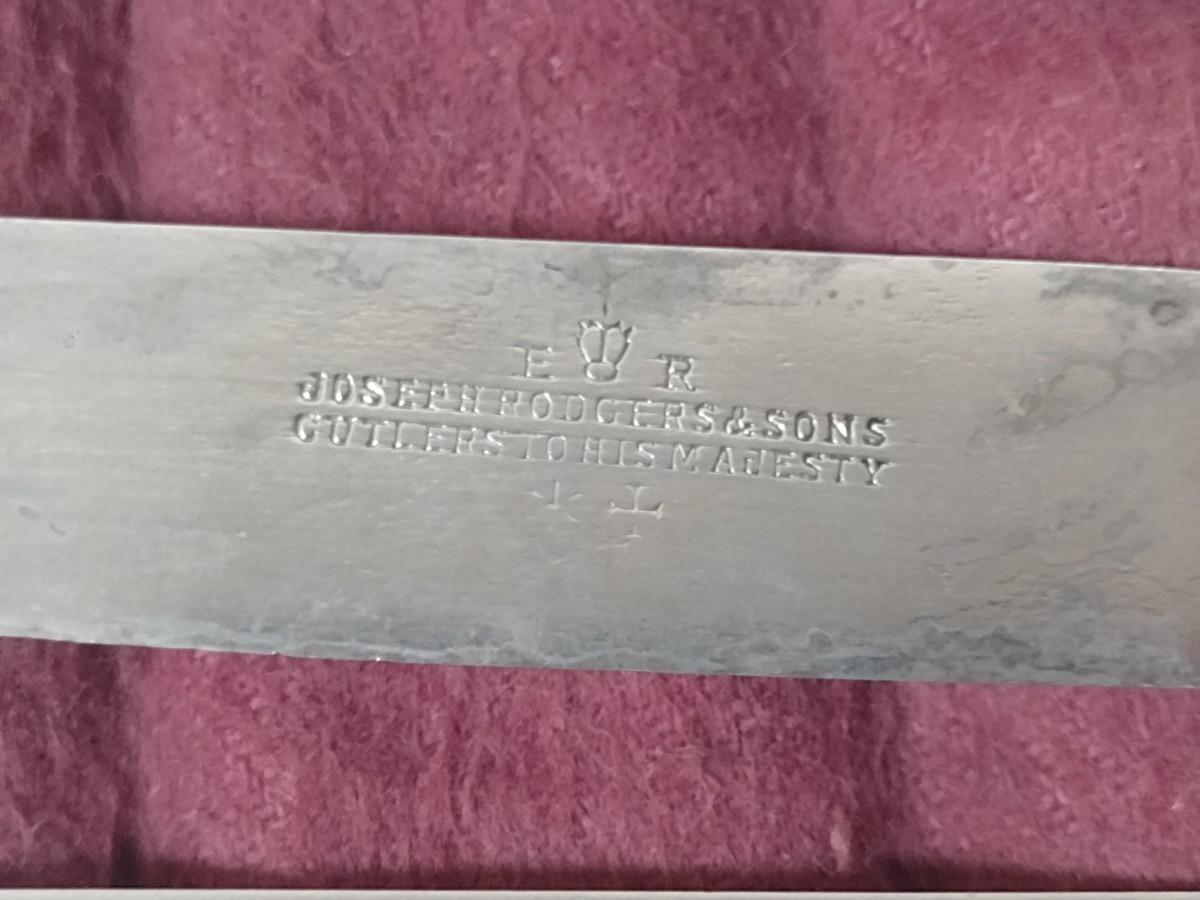 E R
JOSEPH RODGERS & SONS
CUTLERS TO HIS MAJESTY